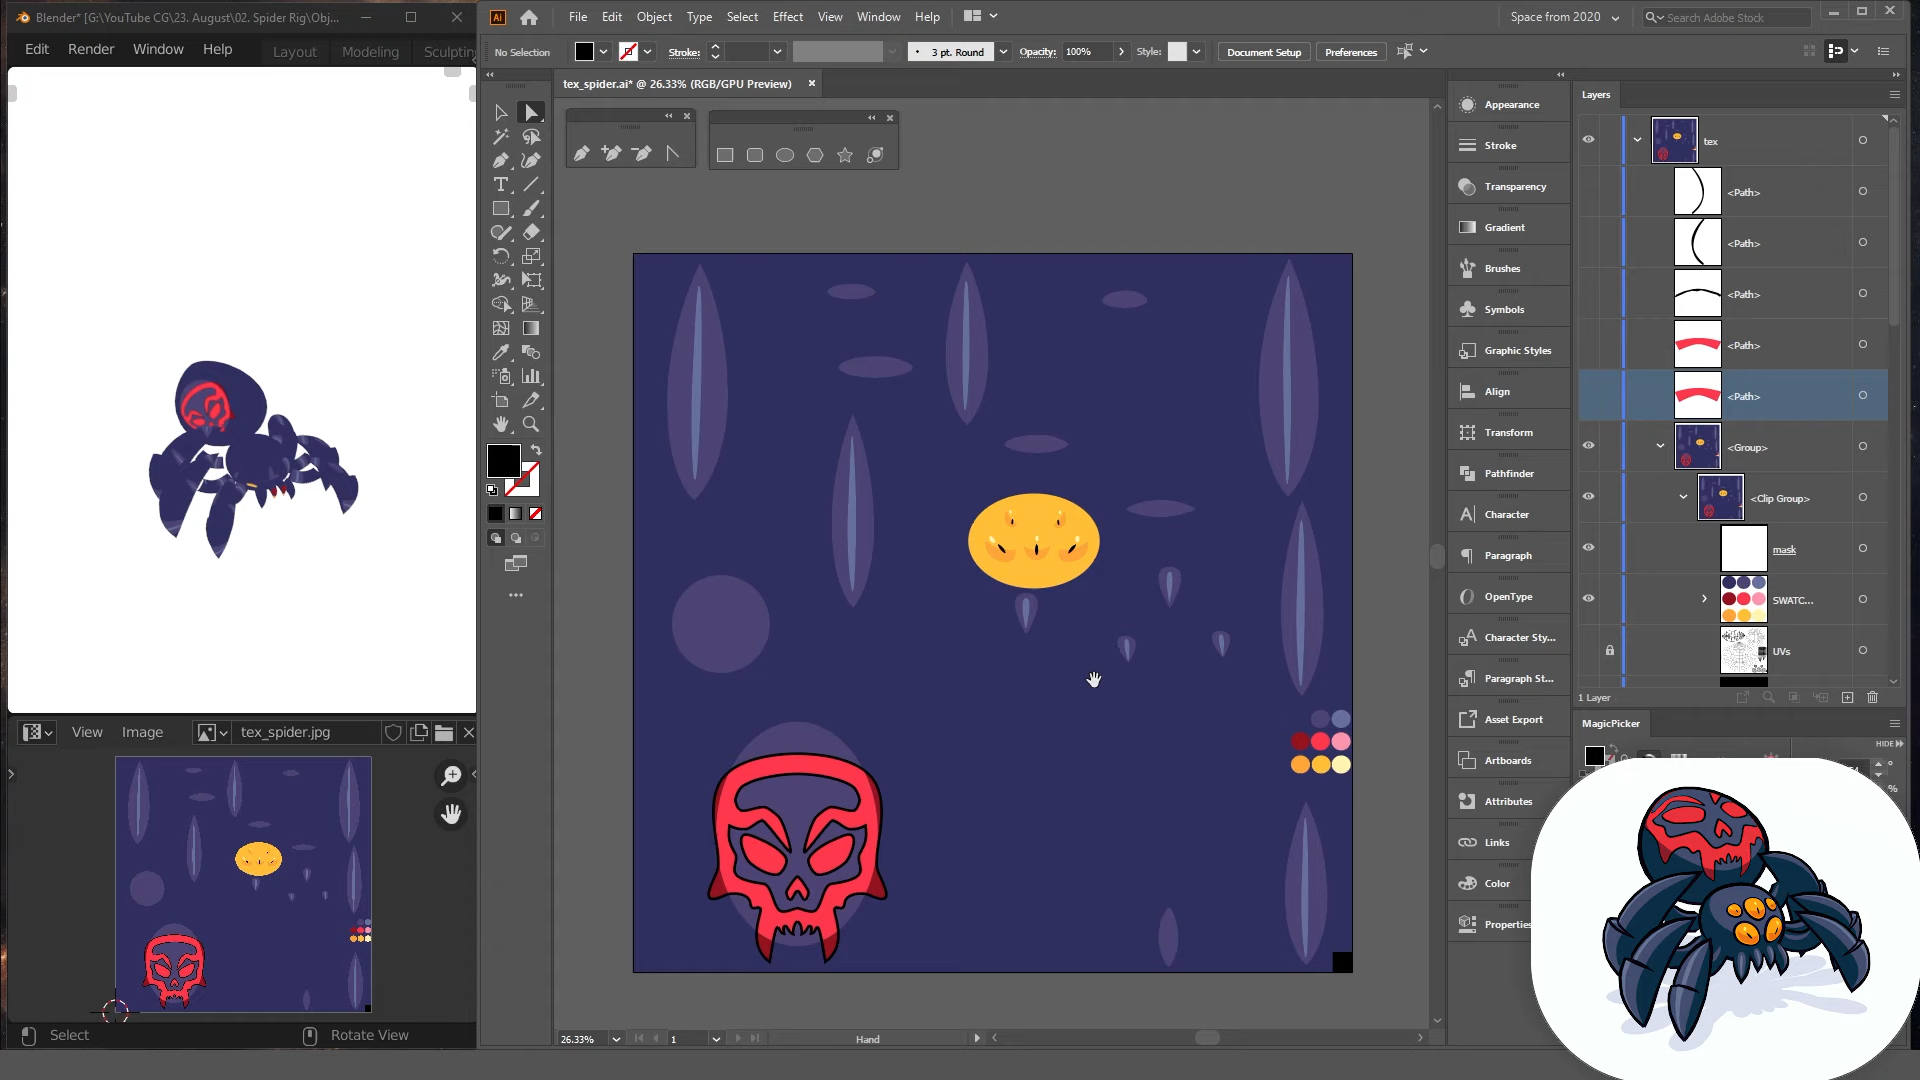 Blender* [G:\YouTube CG\23. August\02. Spider Rig\Obj...
Edit Render Window Help Layout Modeling Sculptin
Ai File Edit Object Type Select Effect View Window Help
Space from 2020
Search Adobe Stock
No Selection
Stroke:
3 pt. Round
Opacity: 100%
Style:
Document Setup
Preferences
tex_spider.ai* @ 26.33% (RGB/GPU Preview)
Appearance
Stroke
Transparency
Gradient
Brushes
Symbols
Graphic Styles
Align
Transform
Pathfinder
Character
Paragraph
OpenType
Character Sty...
Paragraph St...
Asset Export
Artboards
Attributes
Links
Color
Properties
Layers
tex
<Path>
<Path>
<Path>
<Path>
<Path>
<Group>
<Clip Group>
mask
SWATC...
UVs
1 Layer
MagicPicker
HIDE
%
View Image tex_spider.jpg
Select
Rotate View
26.33%
1
Hand